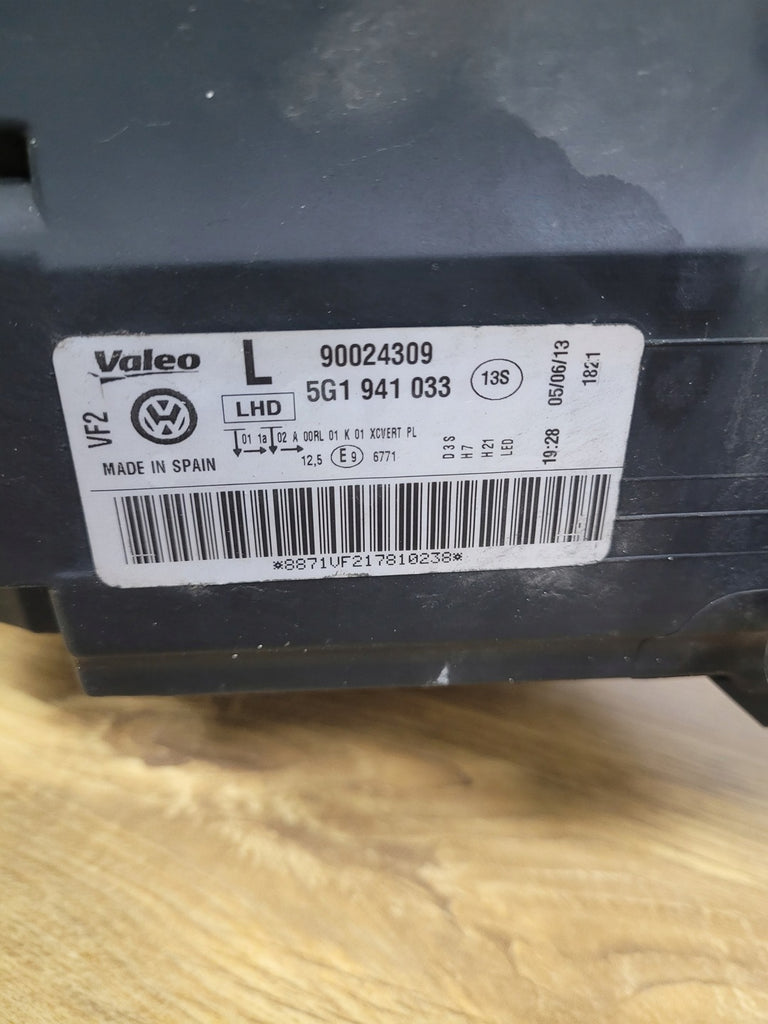 Valeo
L
90024309
LHD
5G1 941 033
13S
VF2
VW
01 1a 02 A 00RL 01 K 01 XCVERT PL
12,5 E9 6771
MADE IN SPAIN
D3S
H7
H21
LED
19:28 05/06/13
1821
*8871VF217810238*